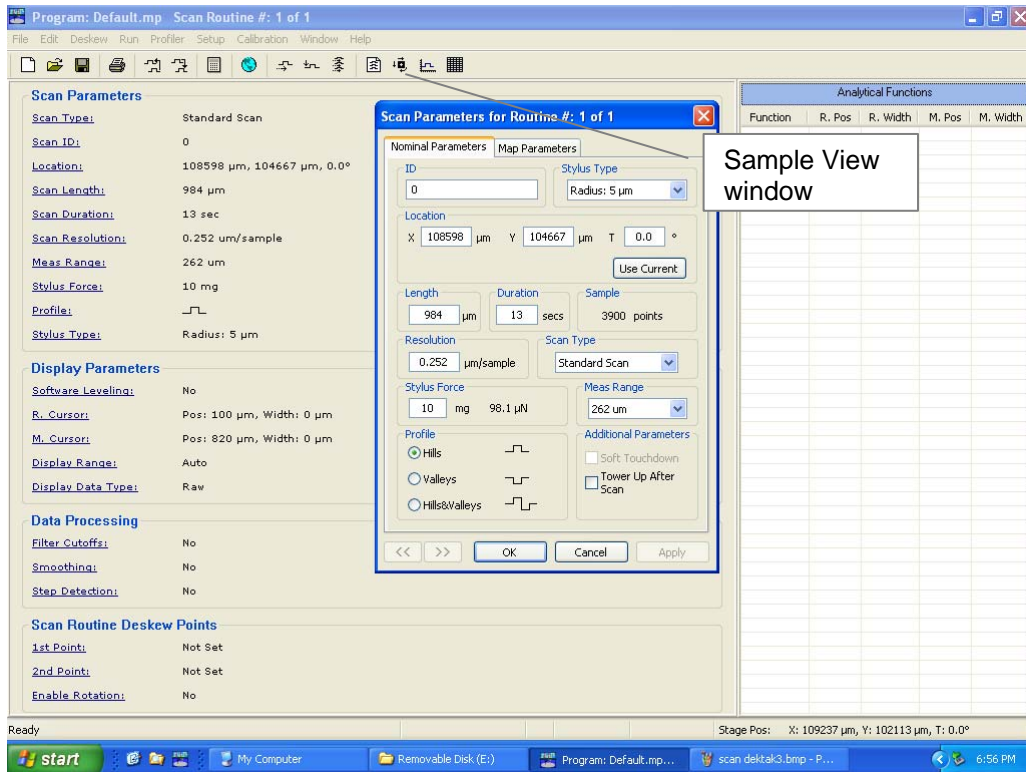 Program: Default.mp   Scan Routine #: 1 of 1
File Edit Deskew Run Profiler Setup Calibration Window Help
Scan Parameters
Scan Type: Standard Scan
Scan ID: 0
Location: 108598 µm, 104667 µm, 0.0°
Scan Length: 984 µm
Scan Duration: 13 sec
Scan Resolution: 0.252 um/sample
Meas Range: 262 um
Stylus Force: 10 mg
Profile:
Stylus Type: Radius: 5 µm
Display Parameters
Software Leveling: No
R. Cursor: Pos: 100 µm, Width: 0 µm
M. Cursor: Pos: 820 µm, Width: 0 µm
Display Range: Auto
Display Data Type: Raw
Data Processing
Filter Cutoffs: No
Smoothing: No
Step Detection: No
Scan Routine Deskew Points
1st Point: Not Set
2nd Point: Not Set
Enable Rotation: No
Scan Parameters for Routine #: 1 of 1
Nominal Parameters Map Parameters
ID Stylus Type
0 Radius: 5 µm
Location
X 108598 µm Y 104667 µm T 0.0 °
Use Current
Length Duration Sample
984 µm 13 secs 3900 points
Resolution Scan Type
0.252 µm/sample Standard Scan
Stylus Force Meas Range
10 mg 98.1 µN 262 um
Profile Additional Parameters
Hills Soft Touchdown
Valleys Tower Up After
Scan
Hills&Valleys
<< >> OK Cancel Apply
Sample View
window
Analytical Functions
Function R. Pos R. Width M. Pos M. Width
Ready Stage Pos: X: 109237 µm, Y: 102113 µm, T: 0.0°
start My Computer Removable Disk (E:) Program: Default.mp... scan dektak3.bmp - P... 6:56 PM